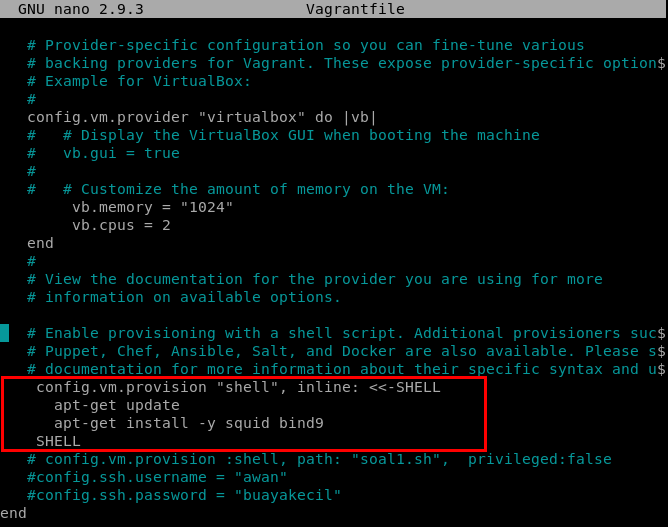 GNU nano 2.9.3                  Vagrantfile
# Provider-specific configuration so you can fine-tune various
# backing providers for Vagrant. These expose provider-specific option$
# Example for VirtualBox:
#
config.vm.provider "virtualbox" do |vb|
#   # Display the VirtualBox GUI when booting the machine
#   vb.gui = true
#
#   # Customize the amount of memory on the VM:
     vb.memory = "1024"
     vb.cpus = 2
end
#
# View the documentation for the provider you are using for more
# information on available options.
# Enable provisioning with a shell script. Additional provisioners suc$
# Puppet, Chef, Ansible, Salt, and Docker are also available. Please s$
# documentation for more information about their specific syntax and u$
 config.vm.provision "shell", inline: <<-SHELL
   apt-get update
   apt-get install -y squid bind9
 SHELL
# config.vm.provision :shell, path: "soal1.sh",  privileged:false
#config.ssh.username = "awan"
#config.ssh.password = "buayakecil"
end